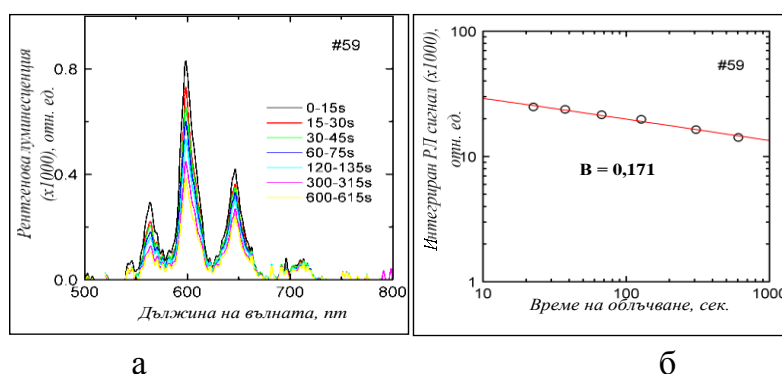 Рентгенова луминесценция
(x1000), отн. ед.
0.8
0.4
0.0
#59
0-15s
15-30s
30-45s
60-75s
120-135s
300-315s
600-615s
500
600
700
800
Дължина на вълната, nm
а
Интегриран РЛ сигнал (x1000),
отн. ед.
100
10
1
#59
B = 0,171
10
100
1000
Време на облъчване, сек.
б